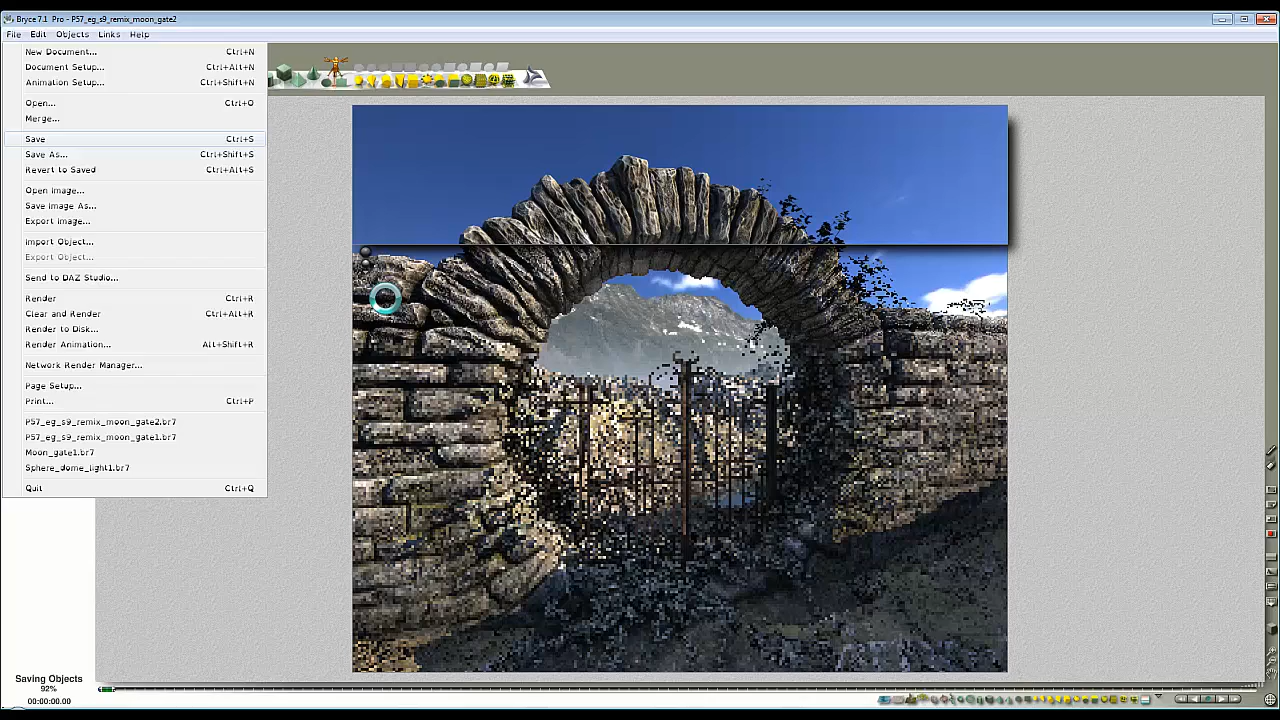 Bryce 7.1 Pro - P57_eg_s9_remix_moon_gate2
File Edit Objects Links Help
New Document... Ctrl+N
Document Setup... Ctrl+Alt+N
Animation Setup... Ctrl+Shift+N
Open... Ctrl+O
Merge...
Save Ctrl+S
Save As... Ctrl+Shift+S
Revert to Saved Ctrl+Alt+S
Open image...
Save image As...
Export image...
import Object...
Export Object...
Send to DAZ Studio...
Render Ctrl+R
Clear and Render Ctrl+Alt+R
Render to Disk...
Render Animation... Alt+Shift+R
Network Render Manager...
Page Setup...
Print... Ctrl+P
P57_eg_s9_remix_moon_gate2.br7
P57_eg_s9_remix_moon_gate1.br7
Moon_gate1.br7
Sphere_dome_light1.br7
Quit Ctrl+Q
Saving Objects
92%
00:00:00.00